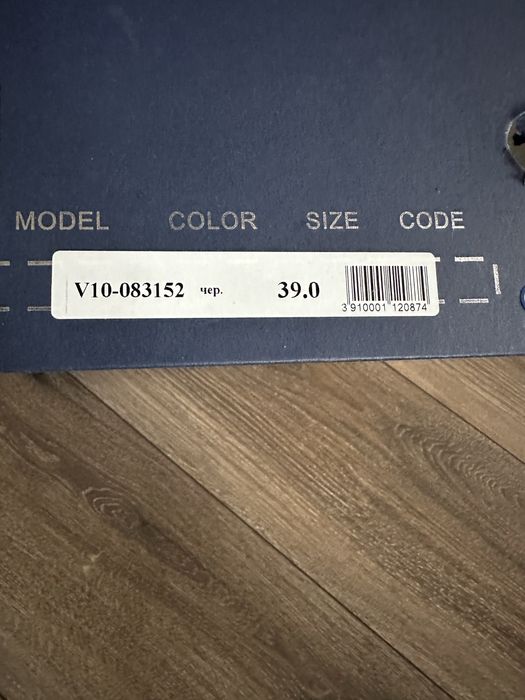 MODEL COLOR SIZE CODE
V10-083152 чер. 39.0
3 910001 120874